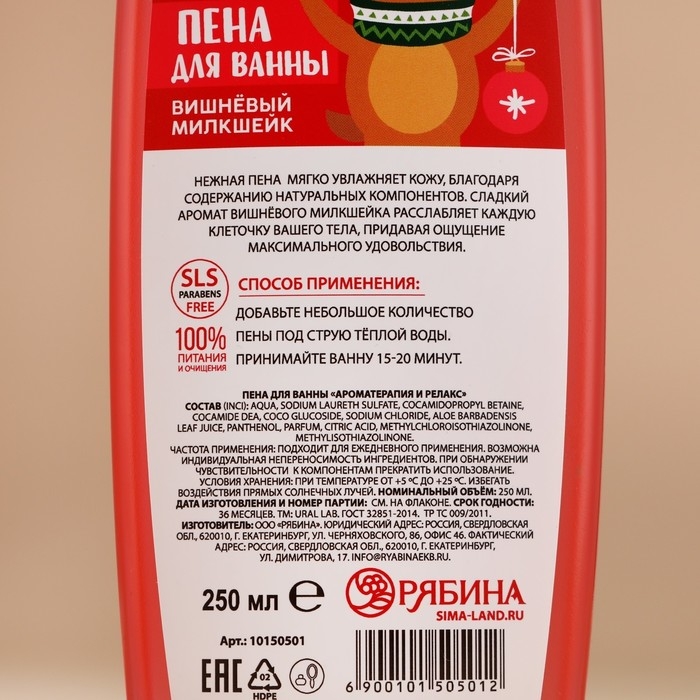 ПЕНА
ДЛЯ ВАННЫ
ВИШНЁВЫЙ
МИЛКШЕЙК
НЕЖНАЯ ПЕНА МЯГКО УВЛАЖНЯЕТ КОЖУ, БЛАГОДАРЯ
СОДЕРЖАНИЮ НАТУРАЛЬНЫХ КОМПОНЕНТОВ. СЛАДКИЙ
АРОМАТ ВИШНЁВОГО МИЛКШЕЙКА РАССЛАБЛЯЕТ КАЖДУЮ
КЛЕТОЧКУ ВАШЕГО ТЕЛА, ПРИДАВАЯ ОЩУЩЕНИЕ
МАКСИМАЛЬНОГО УДОВОЛЬСТВИЯ.
SLS
PARABENS
FREE
100%
ПИТАНИЯ
И ОЧИЩЕНИЯ
СПОСОБ ПРИМЕНЕНИЯ:
ДОБАВЬТЕ НЕБОЛЬШОЕ КОЛИЧЕСТВО
ПЕНЫ ПОД СТРУЮ ТЁПЛОЙ ВОДЫ.
ПРИНИМАЙТЕ ВАННУ 15-20 МИНУТ.
ПЕНА ДЛЯ ВАННЫ «АРОМАТЕРАПИЯ И РЕЛАКС»
СОСТАВ (INCI): AQUA, SODIUM LAURETH SULFATE, COCAMIDOPROPYL BETAINE,
COCAMIDE DEA, COCO GLUCOSIDE, SODIUM CHLORIDE, ALOE BARBADENSIS
LEAF JUICE, PANTHENOL, PARFUM, CITRIC ACID, METHYLCHLOROISOTHIAZOLINONE,
METHYLISOTHIAZOLINONE.
ЧАСТОТА ПРИМЕНЕНИЯ: ПОДХОДИТ ДЛЯ ЕЖЕДНЕВНОГО ПРИМЕНЕНИЯ. ВОЗМОЖНА
ИНДИВИДУАЛЬНАЯ НЕПЕРЕНОСИМОСТЬ ИНГРЕДИЕНТОВ. ПРИ ОБНАРУЖЕНИИ
ЧУВСТВИТЕЛЬНОСТИ К КОМПОНЕНТАМ ПРЕКРАТИТЬ ИСПОЛЬЗОВАНИЕ.
УСЛОВИЯ ХРАНЕНИЯ: ПРИ ТЕМПЕРАТУРЕ ОТ +5 °С ДО +25 °С. ИЗБЕГАТЬ
ВОЗДЕЙСТВИЯ ПРЯМЫХ СОЛНЕЧНЫХ ЛУЧЕЙ. НОМИНАЛЬНЫЙ ОБЪЁМ: 250 МЛ.
ДАТА ИЗГОТОВЛЕНИЯ И НОМЕР ПАРТИИ: СМ. НА ФЛАКОНЕ. СРОК ГОДНОСТИ:
36 МЕСЯЦЕВ. ТМ: URAL LAB. ГОСТ 32851-2014. ТР ТС 009/2011.
ИЗГОТОВИТЕЛЬ: ООО «РЯБИНА». ЮРИДИЧЕСКИЙ АДРЕС: РОССИЯ, СВЕРДЛОВСКАЯ
ОБЛ., 620010, Г. ЕКАТЕРИНБУРГ, УЛ. ЧЕРНЯХОВСКОГО, 86, ОФИС 46. ФАКТИЧЕСКИЙ
АДРЕС: РОССИЯ, СВЕРДЛОВСКАЯ ОБЛ., 620010, Г. ЕКАТЕРИНБУРГ,
УЛ. ДИМИТРОВА, 17. INFO@RYABINAEKB.RU
250 мл e
РЯБИНА
SIMA-LAND.RU
Арт.: 10150501
EAC
02
HDPE
6 900101 505012